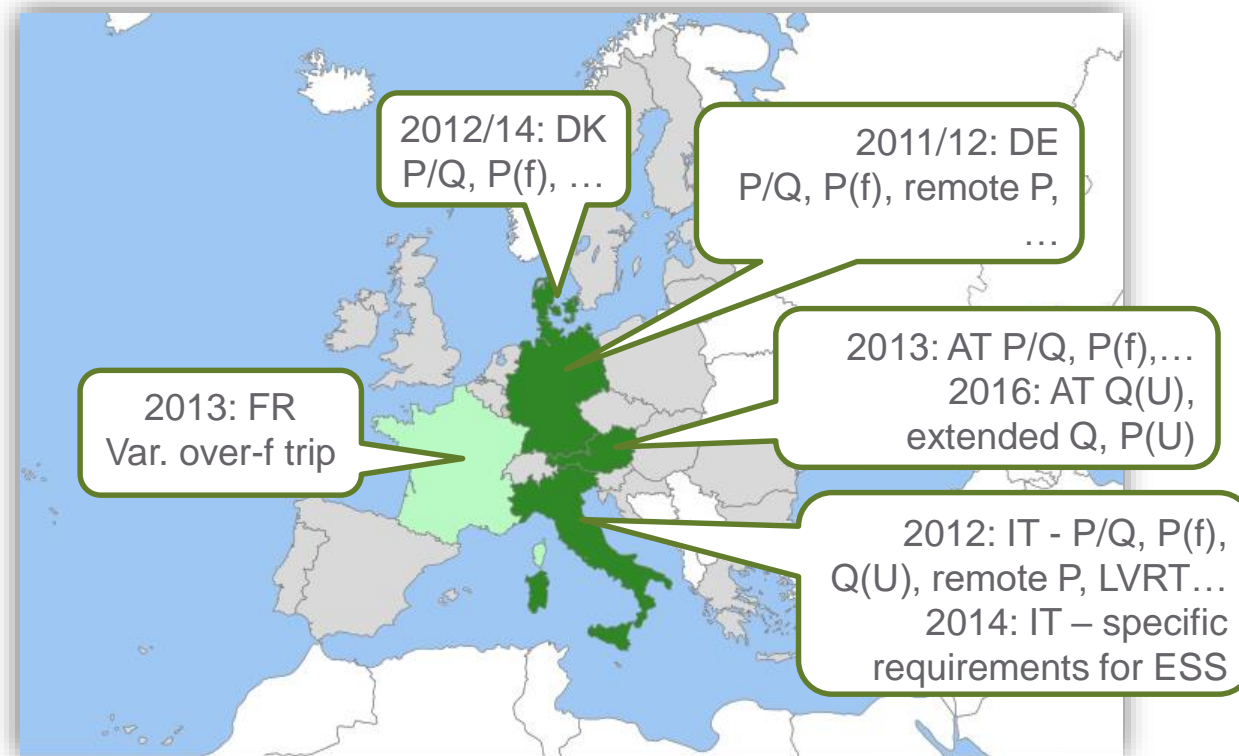 2012/14: DK
P/Q, P(f), …
2011/12: DE
P/Q, P(f), remote P,
…
2013: AT P/Q, P(f),…
2016: AT Q(U),
extended Q, P(U)
2013: FR
Var. over-f trip
2012: IT - P/Q, P(f),
Q(U), remote P, LVRT…
2014: IT – specific
requirements for ESS